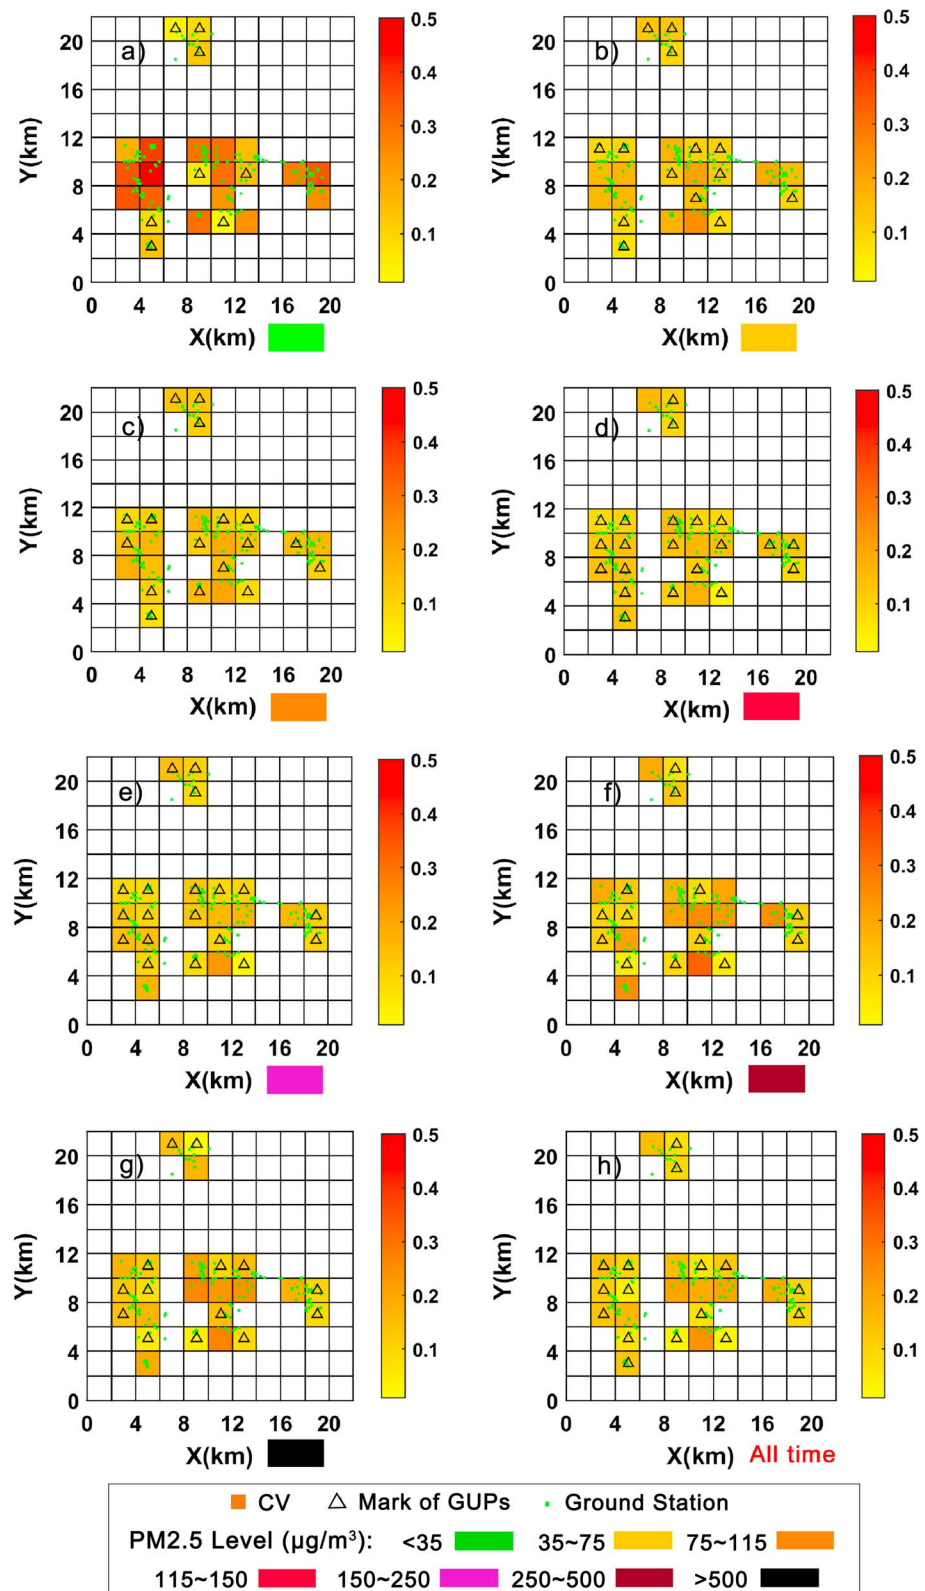 a)
Y(km)
20
16
12
8
4
0
0 4 8 12 16 20
X(km)
0.5
0.4
0.3
0.2
0.1
b)
Y(km)
20
16
12
8
4
0
0 4 8 12 16 20
X(km)
0.5
0.4
0.3
0.2
0.1
c)
Y(km)
20
16
12
8
4
0
0 4 8 12 16 20
X(km)
0.5
0.4
0.3
0.2
0.1
d)
Y(km)
20
16
12
8
4
0
0 4 8 12 16 20
X(km)
0.5
0.4
0.3
0.2
0.1
e)
Y(km)
20
16
12
8
4
0
0 4 8 12 16 20
X(km)
0.5
0.4
0.3
0.2
0.1
f)
Y(km)
20
16
12
8
4
0
0 4 8 12 16 20
X(km)
0.5
0.4
0.3
0.2
0.1
g)
Y(km)
20
16
12
8
4
0
0 4 8 12 16 20
X(km)
0.5
0.4
0.3
0.2
0.1
h)
Y(km)
20
16
12
8
4
0
0 4 8 12 16 20
X(km) All time
0.5
0.4
0.3
0.2
0.1
CV Mark of GUPs Ground Station
PM2.5 Level (μg/m³): <35 35~75 75~115
115~150 150~250 250~500 >500